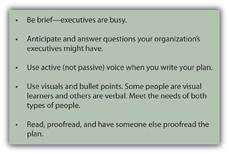 • Be brief—executives are busy.
• Anticipate and answer questions your organization's
executives might have.
• Use active (not passive) voice when you write your plan.
• Use visuals and bullet points. Some people are visual
learners and others are verbal. Meet the needs of both
types of people.
• Read, proofread, and have someone else proofread the
plan.